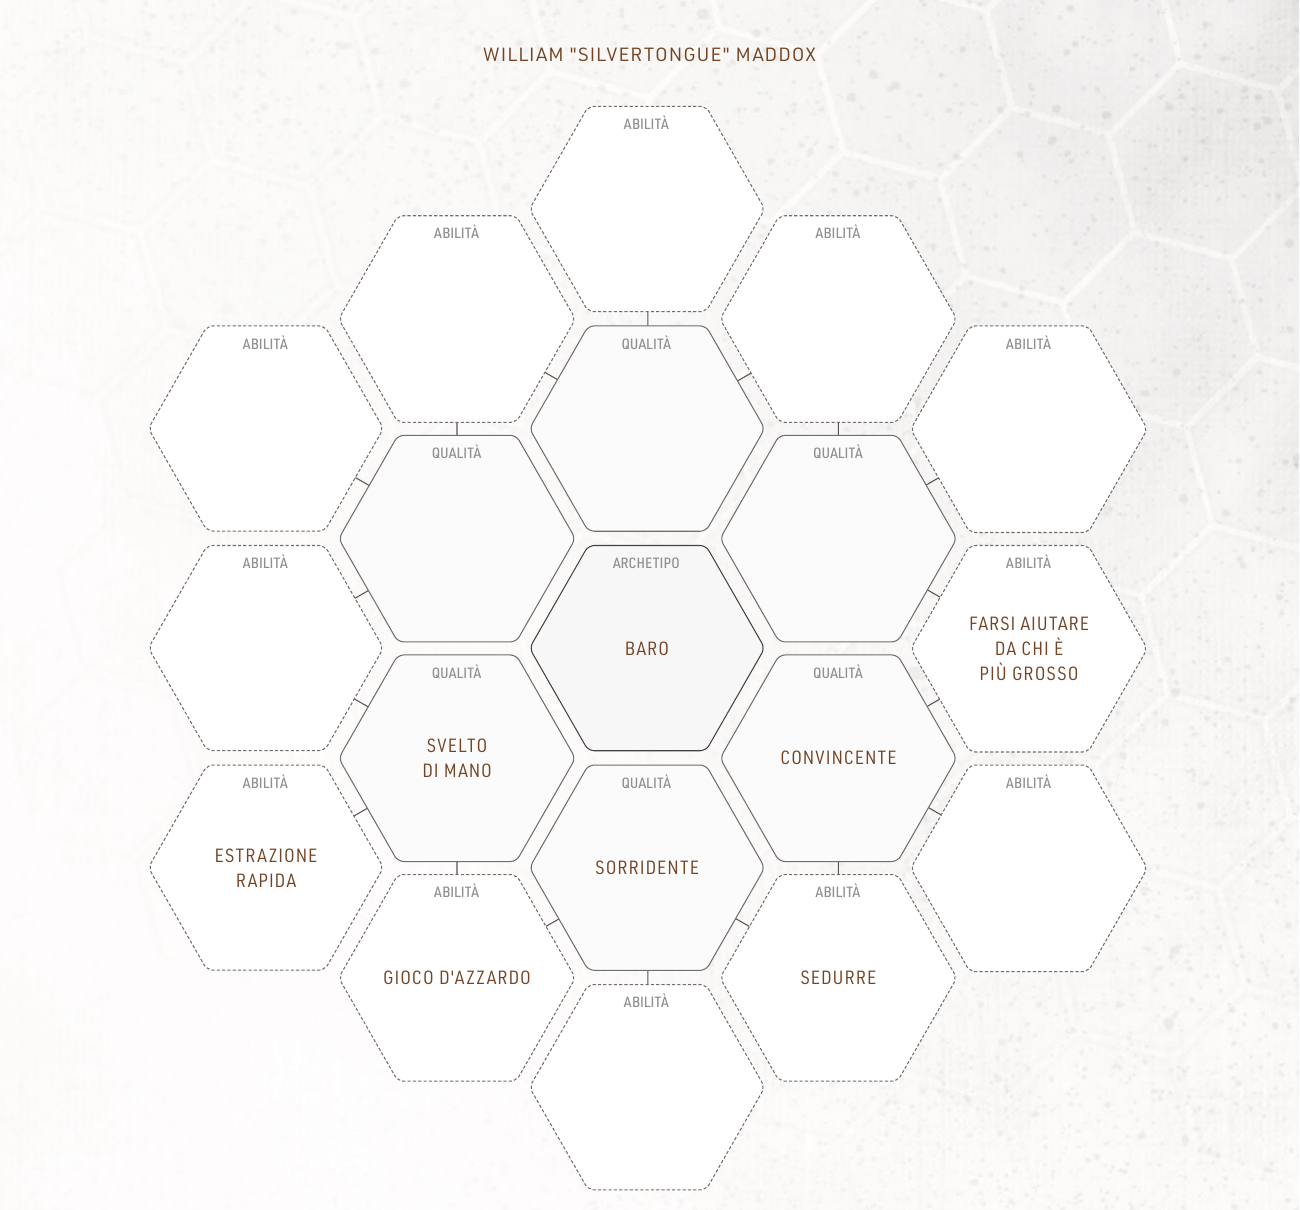 WILLIAM "SILVERTONGUE" MADDOX
ABILITÀ
ABILITÀ
ABILITÀ
ABILITÀ
QUALITÀ
ABILITÀ
QUALITÀ
QUALITÀ
ABILITÀ
ARCHETIPO
BARO
ABILITÀ
FARSI AIUTARE
DA CHI È
PIÙ GROSSO
QUALITÀ
SVELTO
DI MANO
QUALITÀ
CONVINCENTE
ABILITÀ
ESTRAZIONE
RAPIDA
QUALITÀ
SORRIDENTE
ABILITÀ
ABILITÀ
GIOCO D'AZZARDO
ABILITÀ
SEDURRE
ABILITÀ